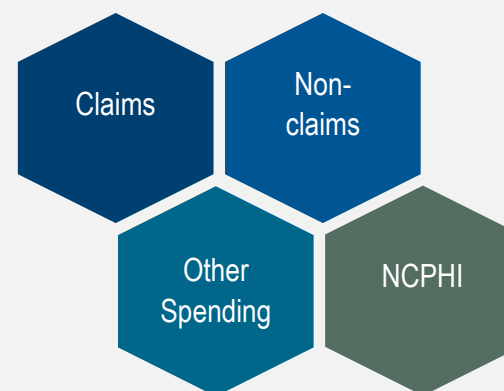 Claims
Non-
claims
Other
Spending
NCPHI